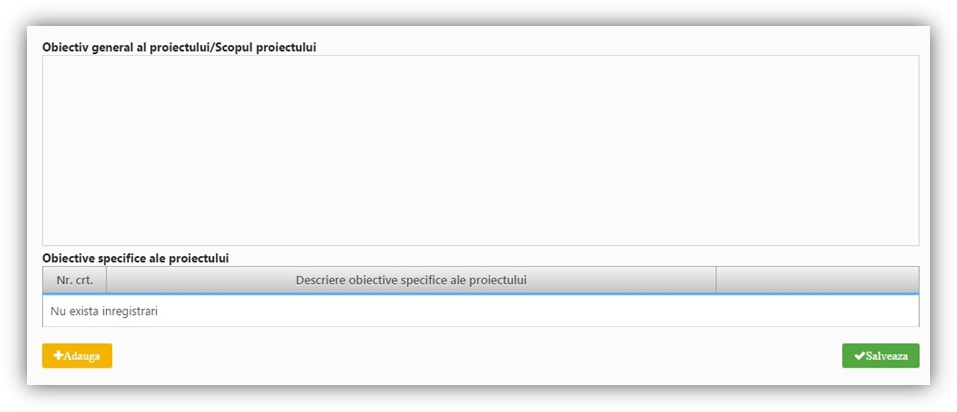 Obiectiv general al proiectului/Scopul proiectului
Obiective specifice ale proiectului
Nr. crt. Descriere obiective specifice ale proiectului
Nu exista inregistrari
Adauga Salveaza